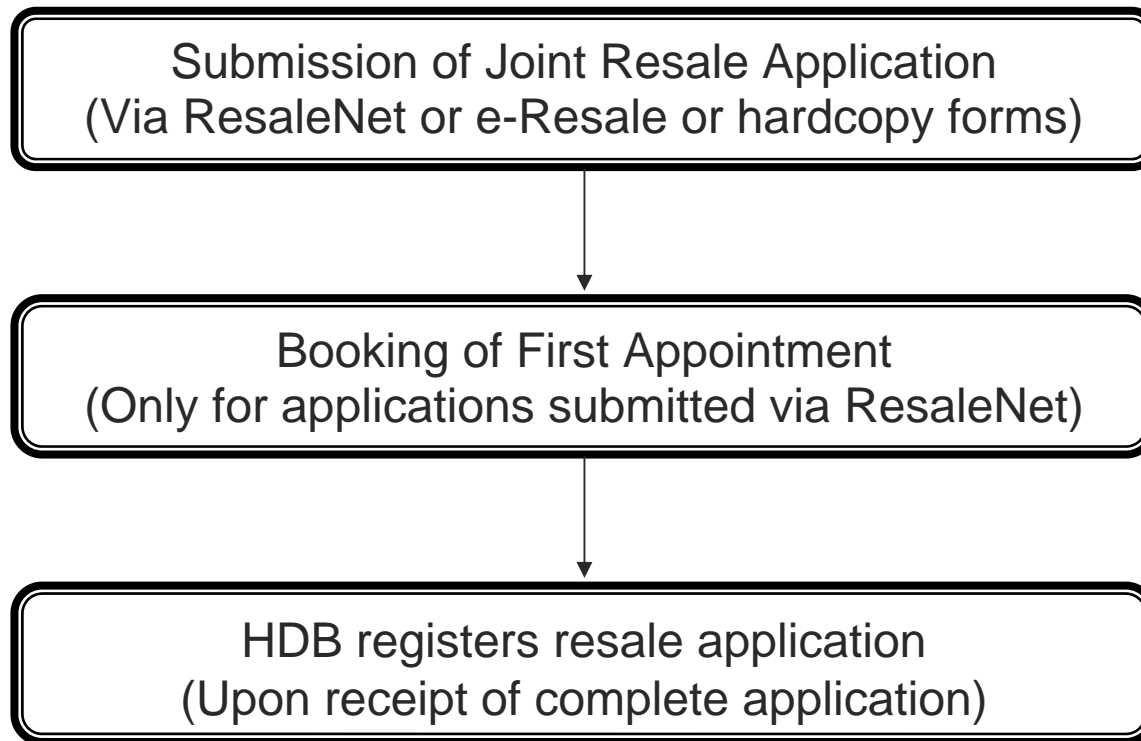 Submission of Joint Resale Application
(Via ResaleNet or e-Resale or hardcopy forms)
Booking of First Appointment
(Only for applications submitted via ResaleNet)
HDB registers resale application
(Upon receipt of complete application)